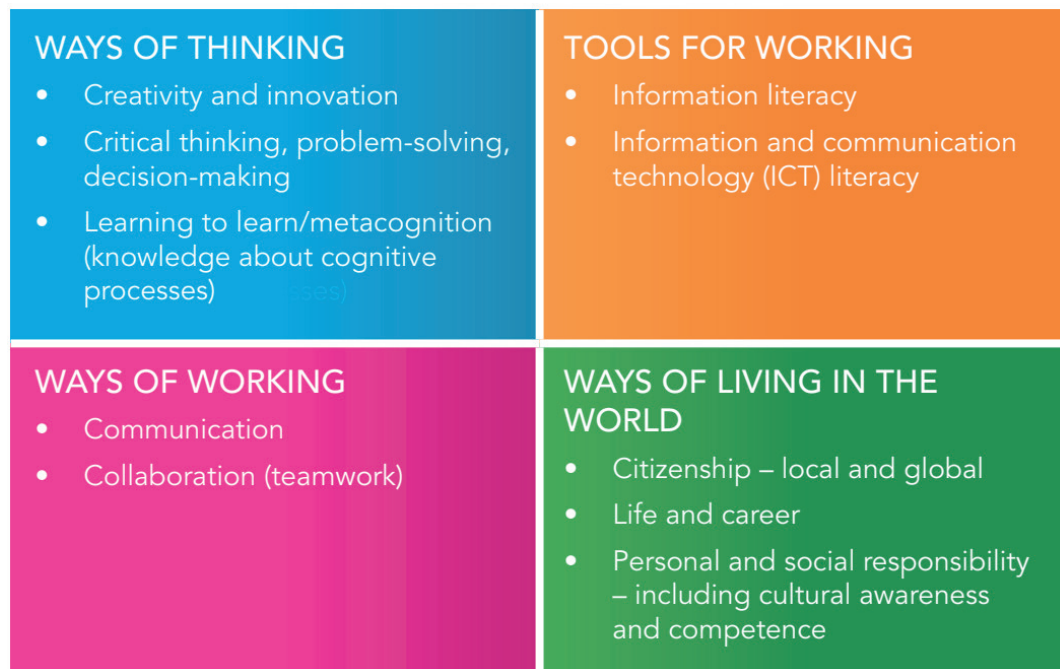 WAYS OF THINKING
• Creativity and innovation
• Critical thinking, problem-solving,
decision-making
• Learning to learn/metacognition
(knowledge about cognitive
processes) sses)
TOOLS FOR WORKING
• Information literacy
• Information and communication
technology (ICT) literacy
WAYS OF WORKING
• Communication
• Collaboration (teamwork)
WAYS OF LIVING IN THE
WORLD
• Citizenship – local and global
• Life and career
• Personal and social responsibility
– including cultural awareness
and competence